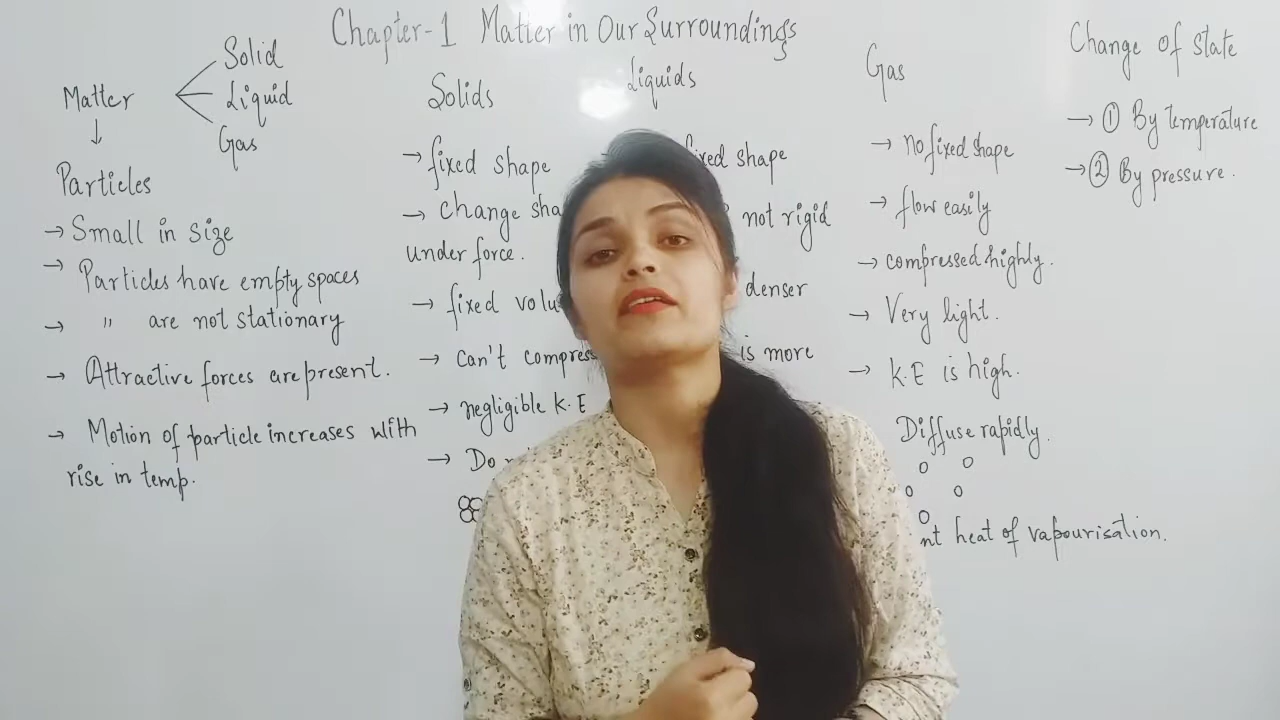 Chapter-1 Matter in Our Surroundings
Matter
Solid
Liquid
Gas
Particles
→ Small in size
→ Particles have empty spaces
→ " are not stationary
→ Attractive forces are present.
→ Motion of particle increases with
rise in temp.
Solids
→ fixed shape
→ change
under force.
→ fixed
→ can't
→ negligible K.E
→ Do
Liquids
fixed shape
not rigid
denser
is more
Gas
→ no fixed shape
→ flow easily
→ compressed highly.
→ Very light.
→ K.E is high.
Diffuse rapidly.
heat of vapourisation.
Change of state
→ ① By temperature
→ ② By pressure.